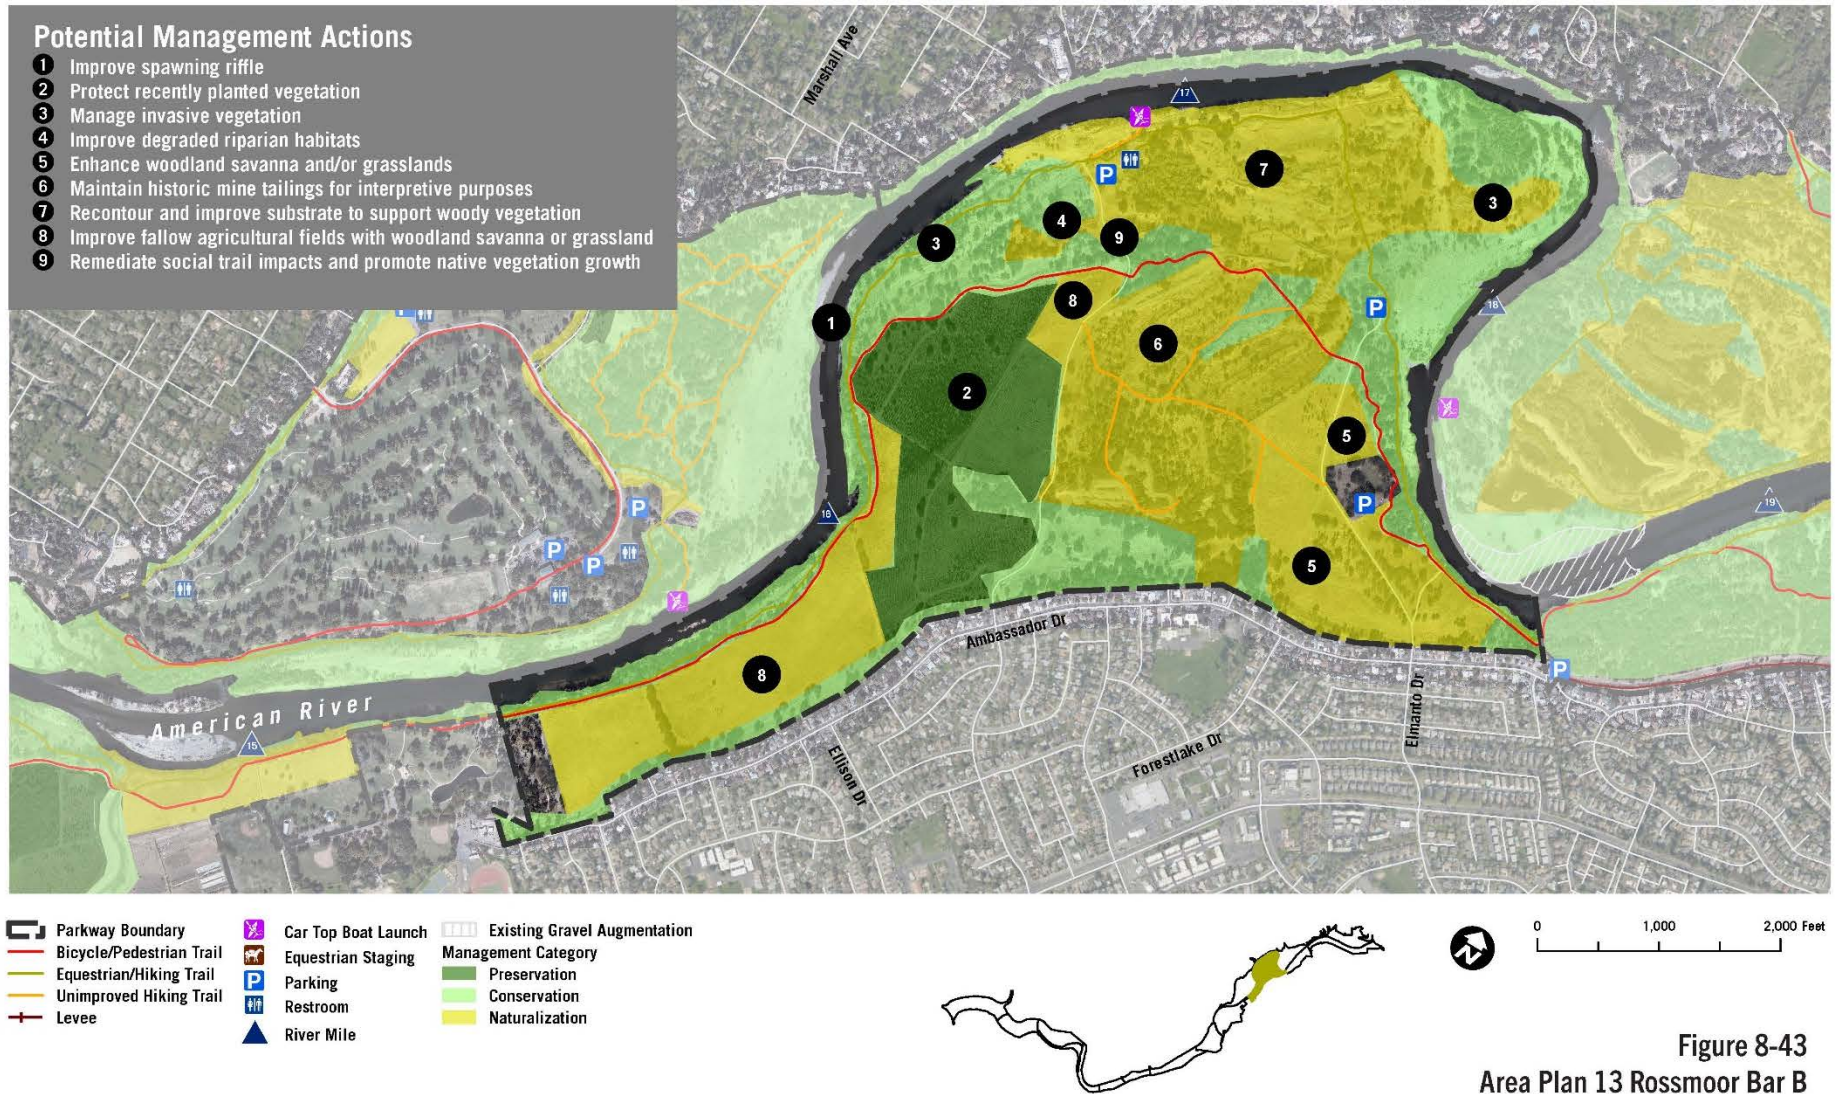 Potential Management Actions
1 Improve spawning riffle
2 Protect recently planted vegetation
3 Manage invasive vegetation
4 Improve degraded riparian habitats
5 Enhance woodland savanna and/or grasslands
6 Maintain historic mine tailings for interpretive purposes
7 Recontour and improve substrate to support woody vegetation
8 Improve fallow agricultural fields with woodland savanna or grassland
9 Remediate social trail impacts and promote native vegetation growth
Marshall Ave
17
P
7
3
4
9
3
8
P
18
1
6
2
5
P
16
P
19
P
P
5
Ambassador Dr
P
8
American River
15
Elmanto Dr
Forestlake Dr
Ellison Dr
Parkway Boundary
Bicycle/Pedestrian Trail
Equestrian/Hiking Trail
Unimproved Hiking Trail
Levee
Car Top Boat Launch
Equestrian Staging
P Parking
Restroom
River Mile
Existing Gravel Augmentation
Management Category
Preservation
Conservation
Naturalization
0 1,000 2,000 Feet
N
Figure 8-43
Area Plan 13 Rossmoor Bar B